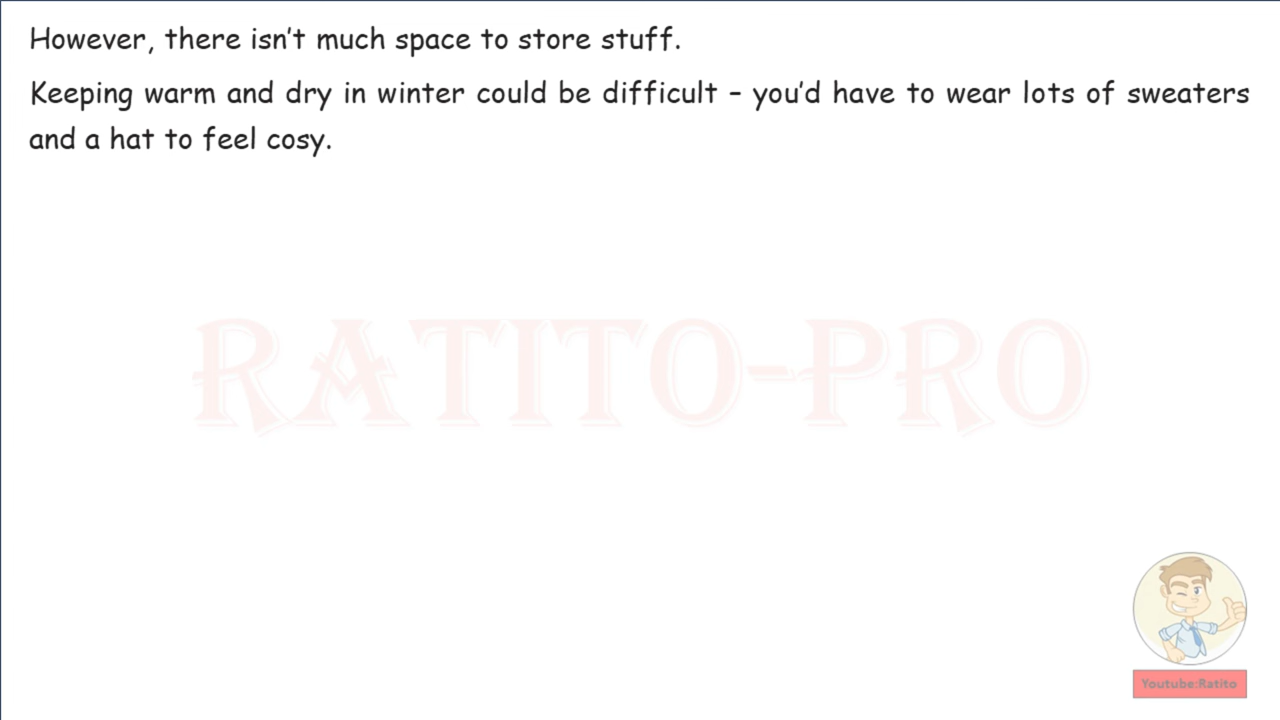 However, there isn’t much space to store stuff.
Keeping warm and dry in winter could be difficult – you’d have to wear lots of sweaters
and a hat to feel cosy.
RATITO-PRO
Youtube:Ratito